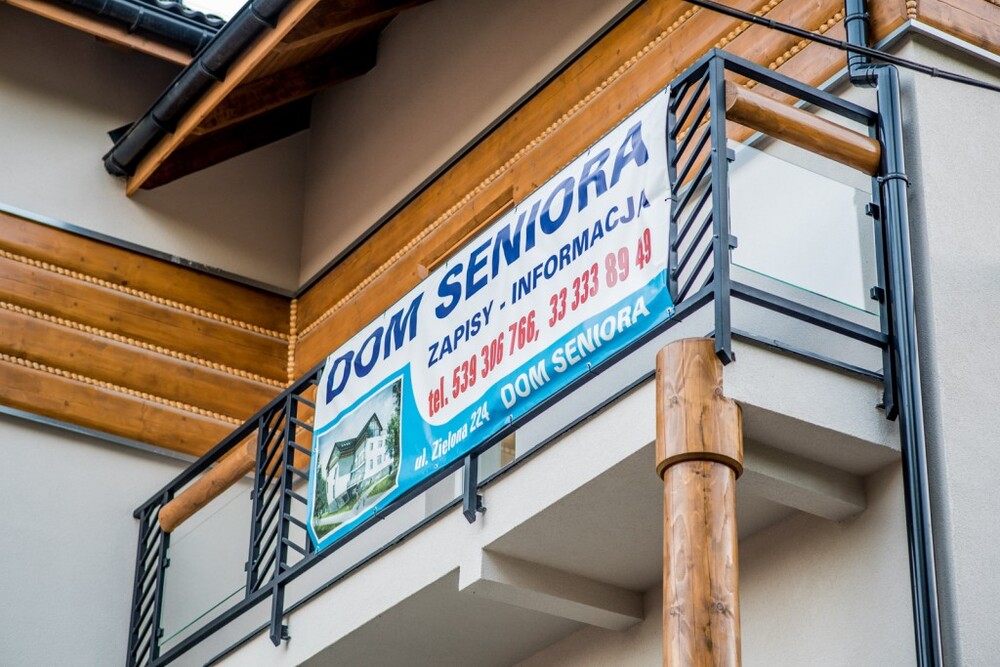 DOM SENIORA
ZAPISY - INFORMACJA
tel. 539 306 766, 33 333 89 49
ul. Zielona 224 DOM SENIORA